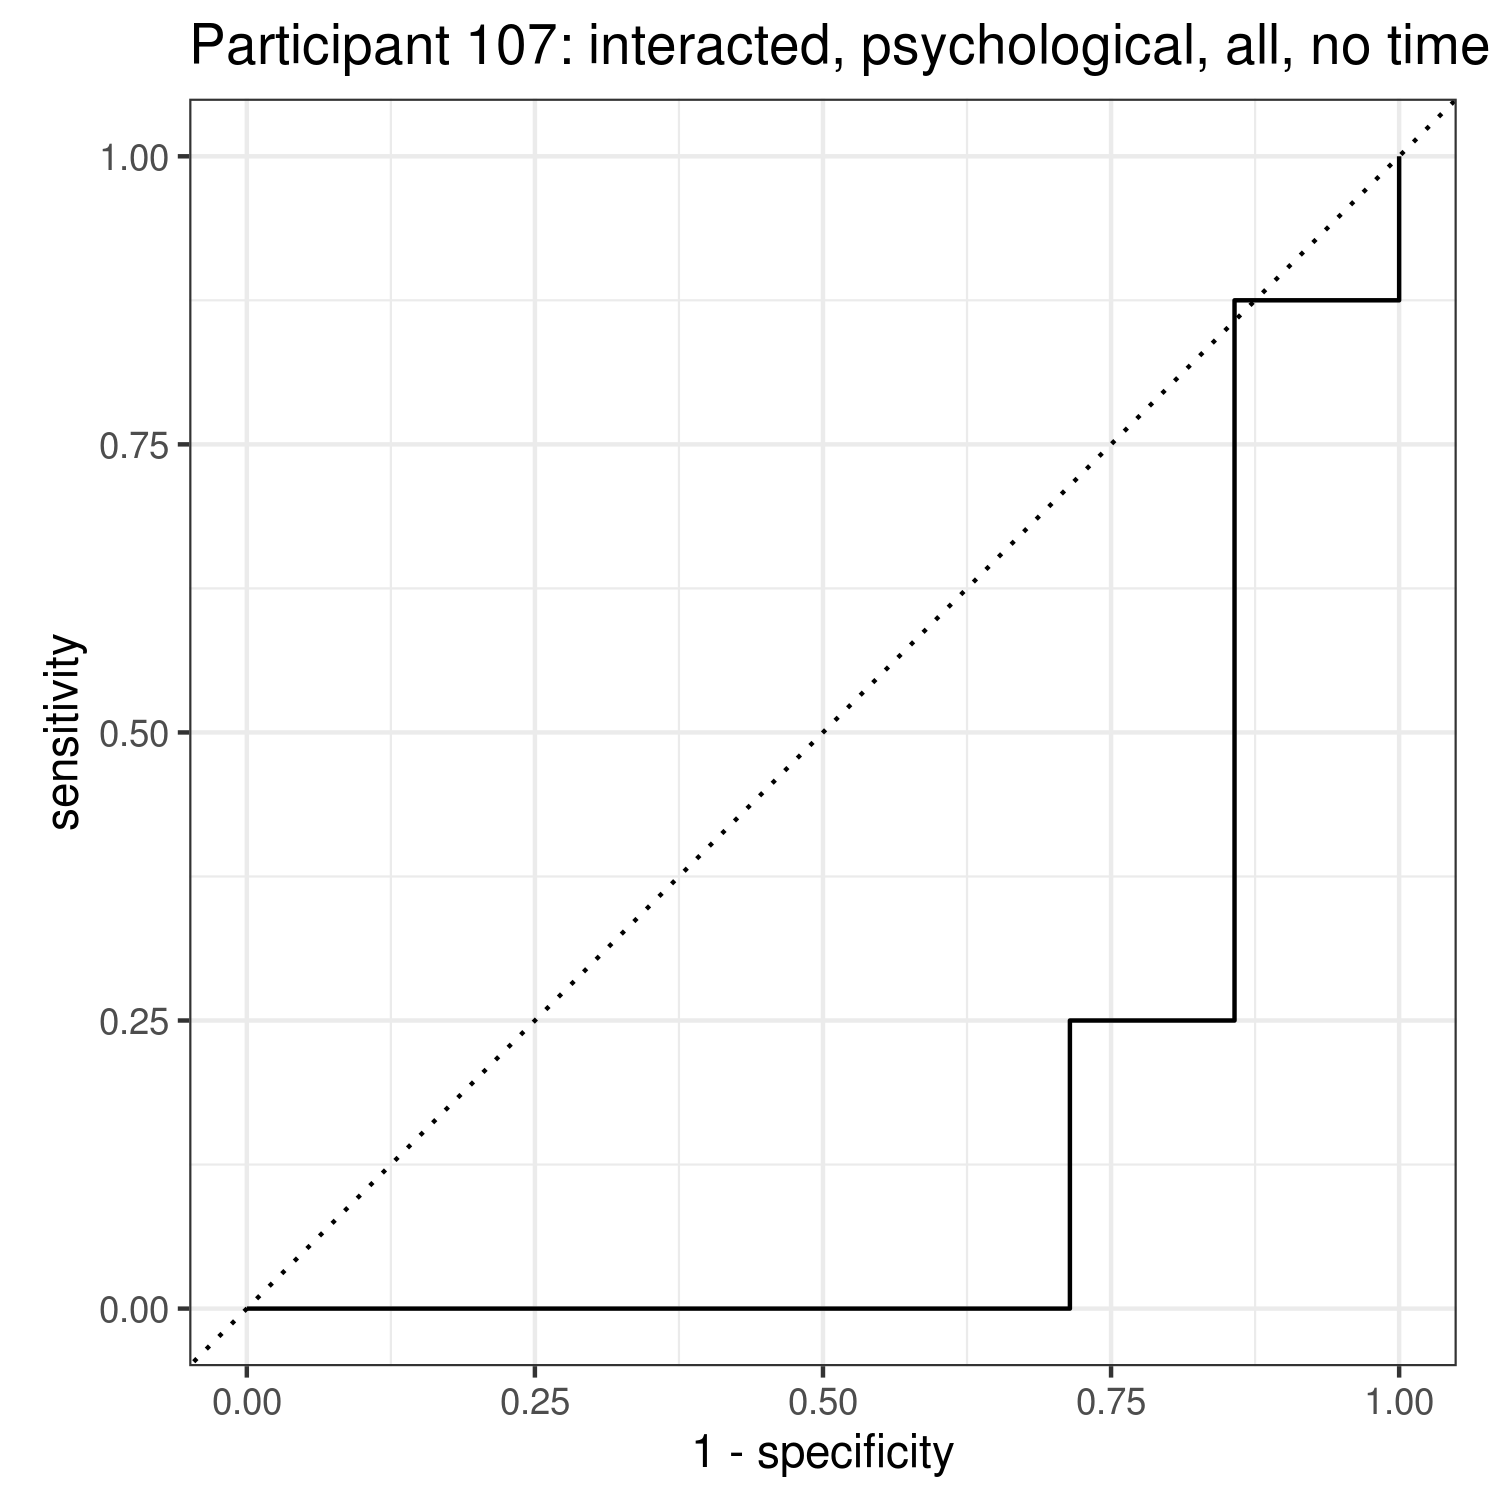 Participant 107: interacted, psychological, all, no time
1.00
0.75
0.50
0.25
0.00
sensitivity
0.00 0.25 0.50 0.75 1.00
1 - specificity